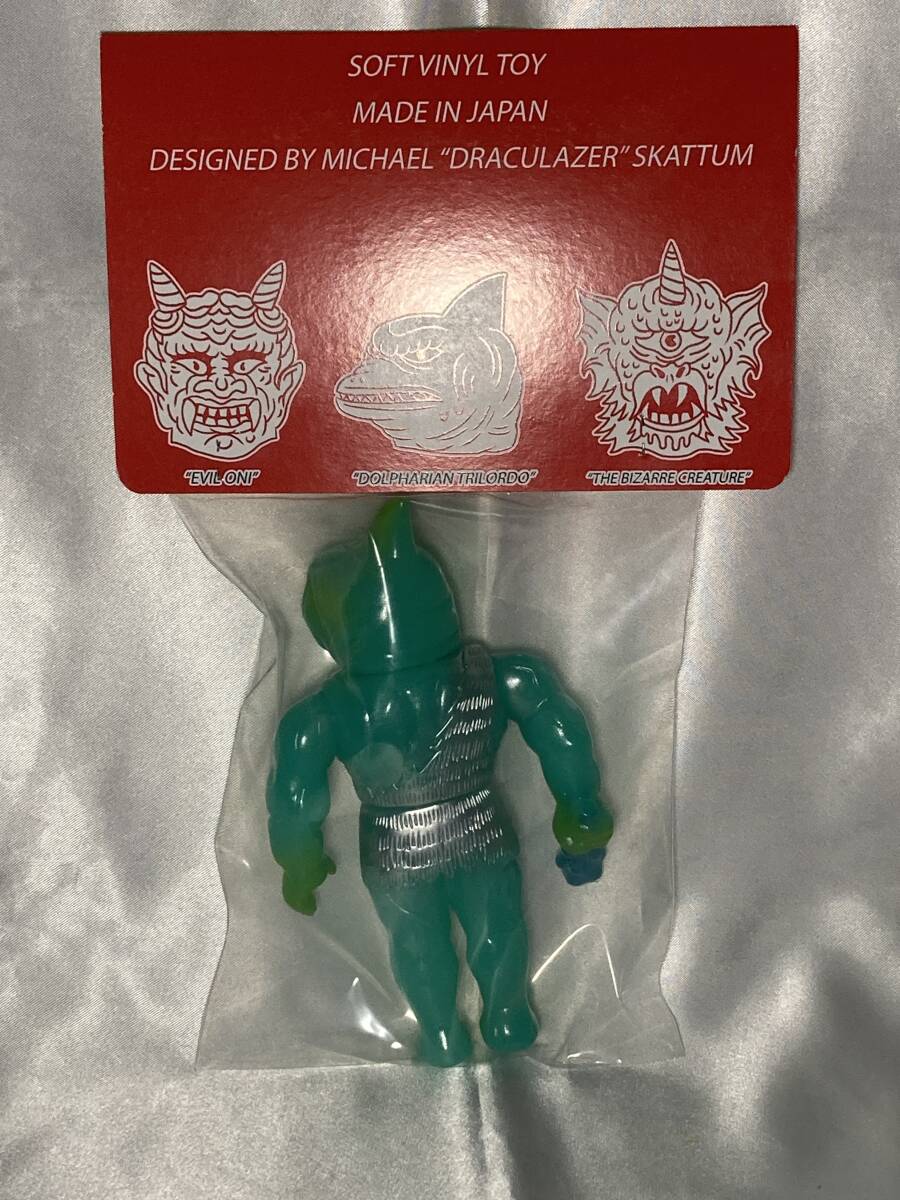 SOFT VINYL TOY
MADE IN JAPAN
DESIGNED BY MICHAEL “DRACULAZER” SKATTUM
“EVIL ONI” “DOLPHARIAN TRILORDO” “THE BIZARRE CREATURE”